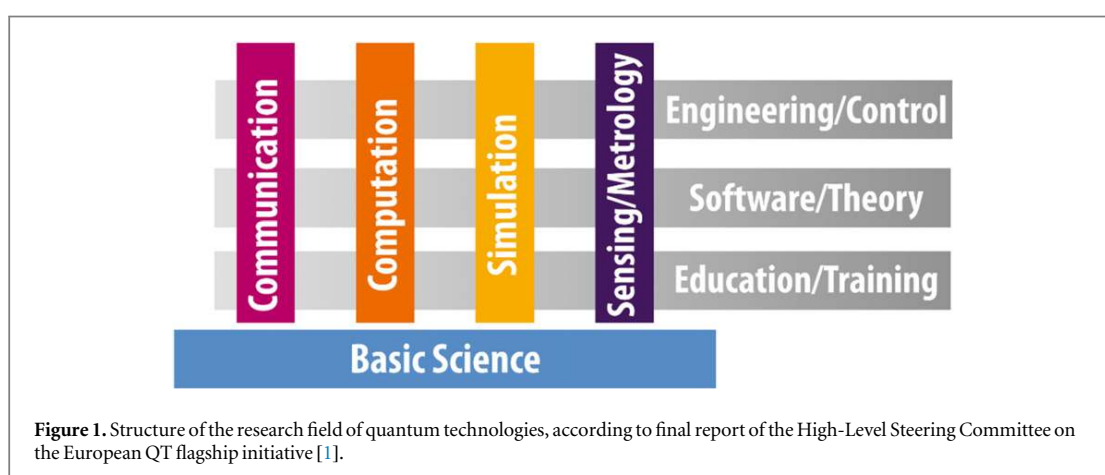 Communication
Computation
Simulation
Sensing/Metrology
Engineering/Control
Software/Theory
Education/Training
Basic Science
Figure 1. Structure of the research field of quantum technologies, according to final report of the High-Level Steering Committee on
the European QT flagship initiative [1].